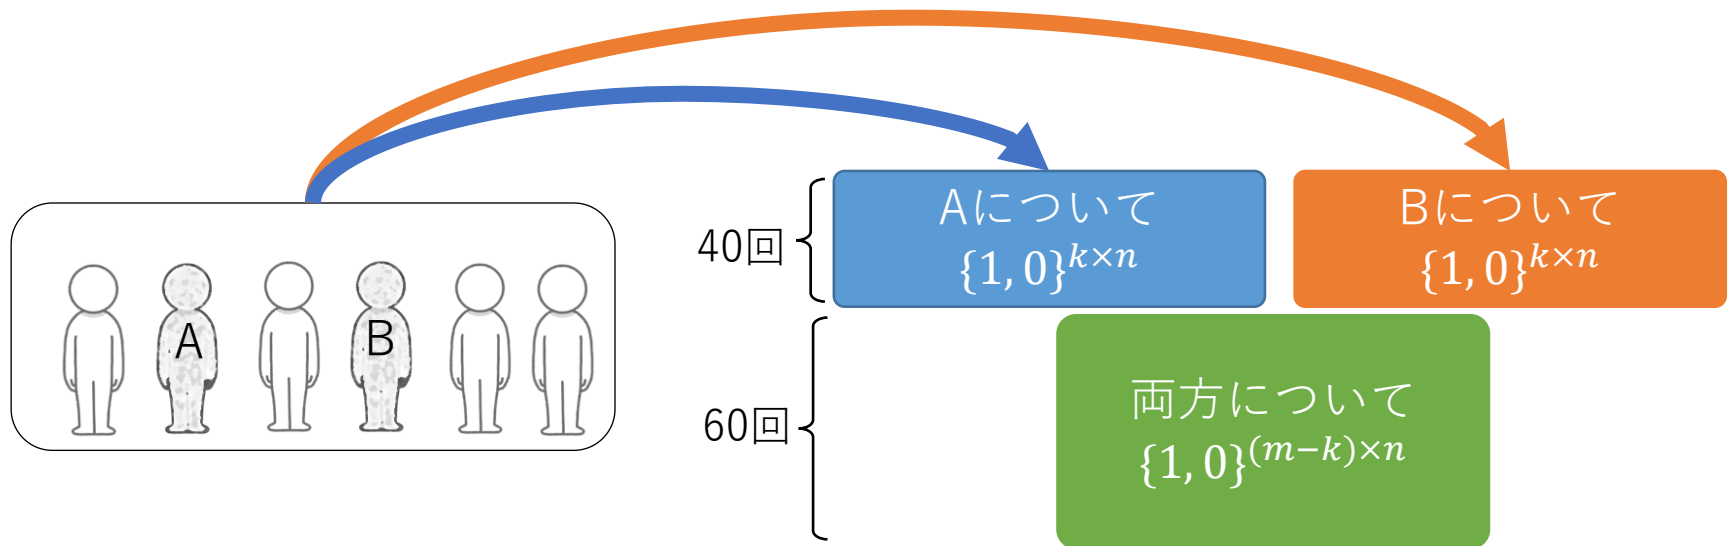 A
B
40回
Aについて
{1, 0}^{k×n}
Bについて
{1, 0}^{k×n}
60回
両方について
{1, 0}^{(m−k)×n}